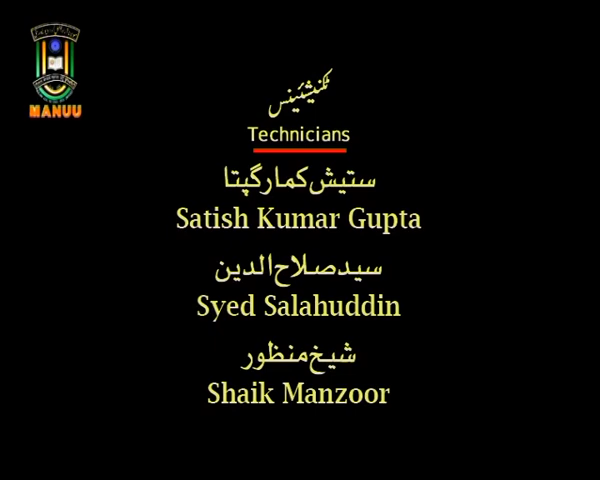 MANUU
ٹکنیشینس
Technicians
ستیش کمار گپتا
Satish Kumar Gupta
سید صلاح الدین
Syed Salahuddin
شیخ منظور
Shaik Manzoor